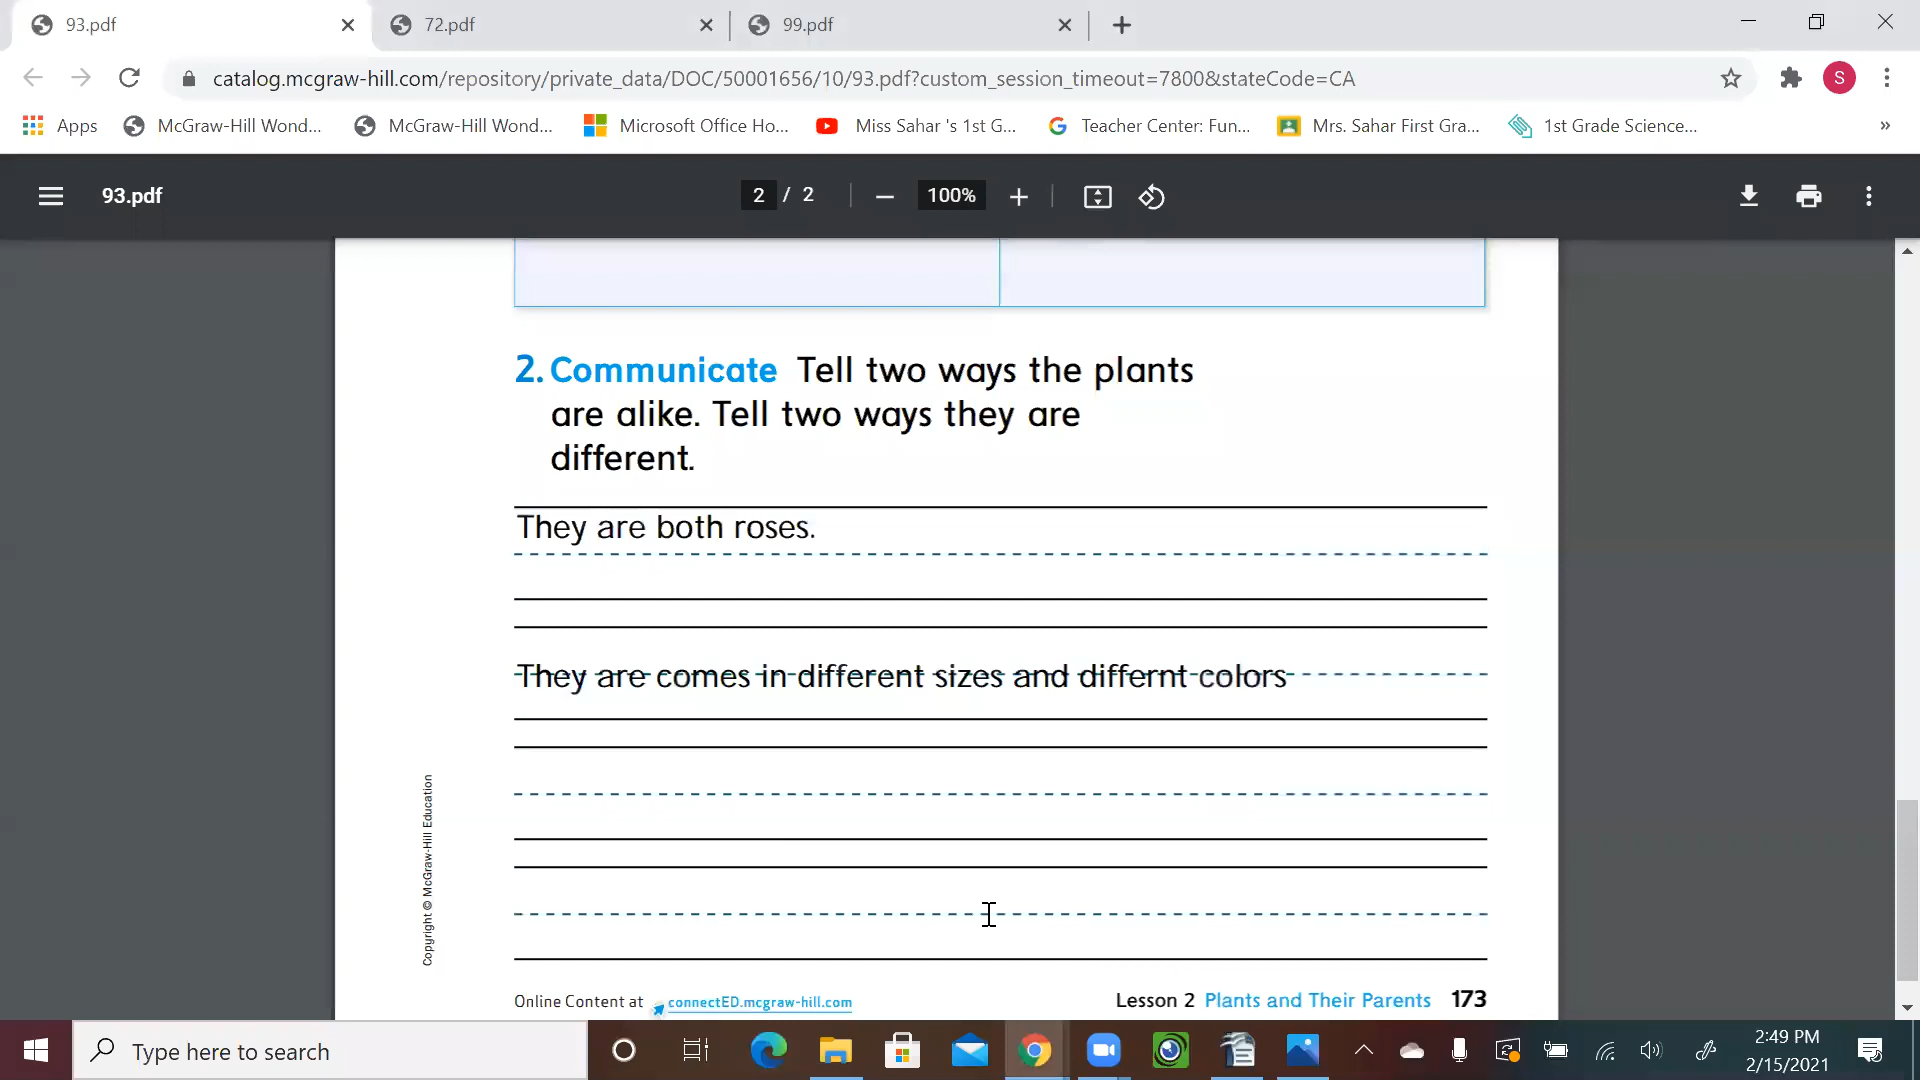 93.pdf
72.pdf
99.pdf
catalog.mcgraw-hill.com/repository/private_data/DOC/50001656/10/93.pdf?custom_session_timeout=7800&stateCode=CA
S
Apps
McGraw-Hill Wond...
McGraw-Hill Wond...
Microsoft Office Ho...
Miss Sahar 's 1st G...
Teacher Center: Fun...
Mrs. Sahar First Gra...
1st Grade Science...
»
93.pdf
2 / 2
100%
2. Communicate Tell two ways the plants
are alike. Tell two ways they are
different.
They are both roses.
They are comes in different sizes and differnt colors
Copyright © McGraw-Hill Education
Online Content at connectED.mcgraw-hill.com
Lesson 2 Plants and Their Parents 173
Type here to search
2:49 PM
2/15/2021